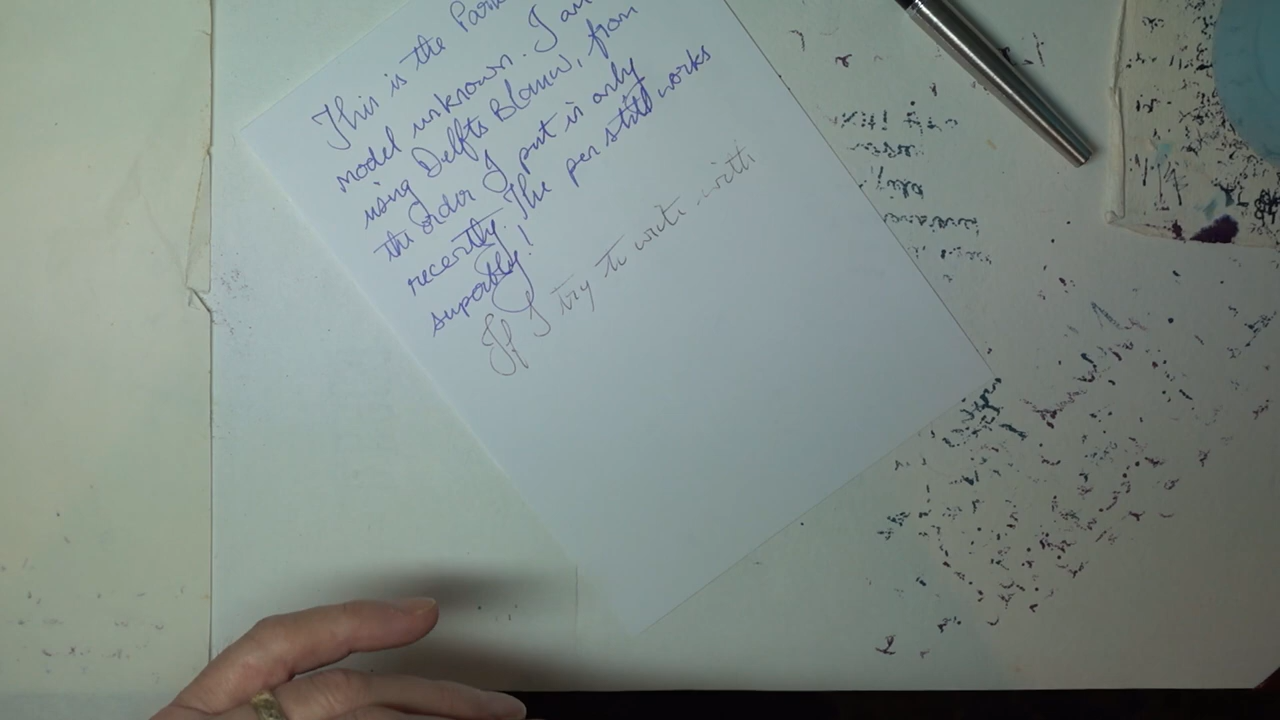 This is the Par
model unknown. I am
using Delfts Blauw, from
the order I put in only
recently. The pen still works
superbly!
If I try to write with